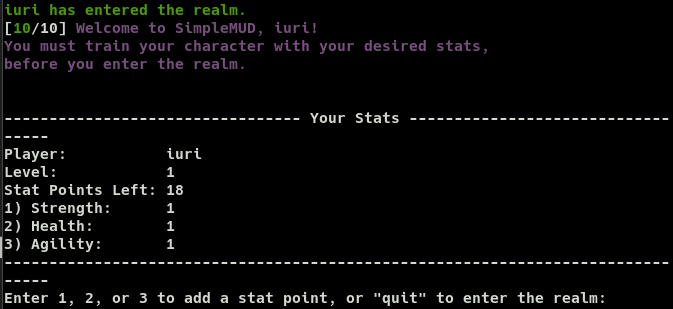 iuri has entered the realm.
[10/10] Welcome to SimpleMUD, iuri!
You must train your character with your desired stats,
before you enter the realm.
--------------------------------- Your Stats -----------------------------
-----
Player:           iuri
Level:            1
Stat Points Left: 18
1) Strength:      1
2) Health:        1
3) Agility:       1
--------------------------------------------------------------------------
-----
Enter 1, 2, or 3 to add a stat point, or "quit" to enter the realm: